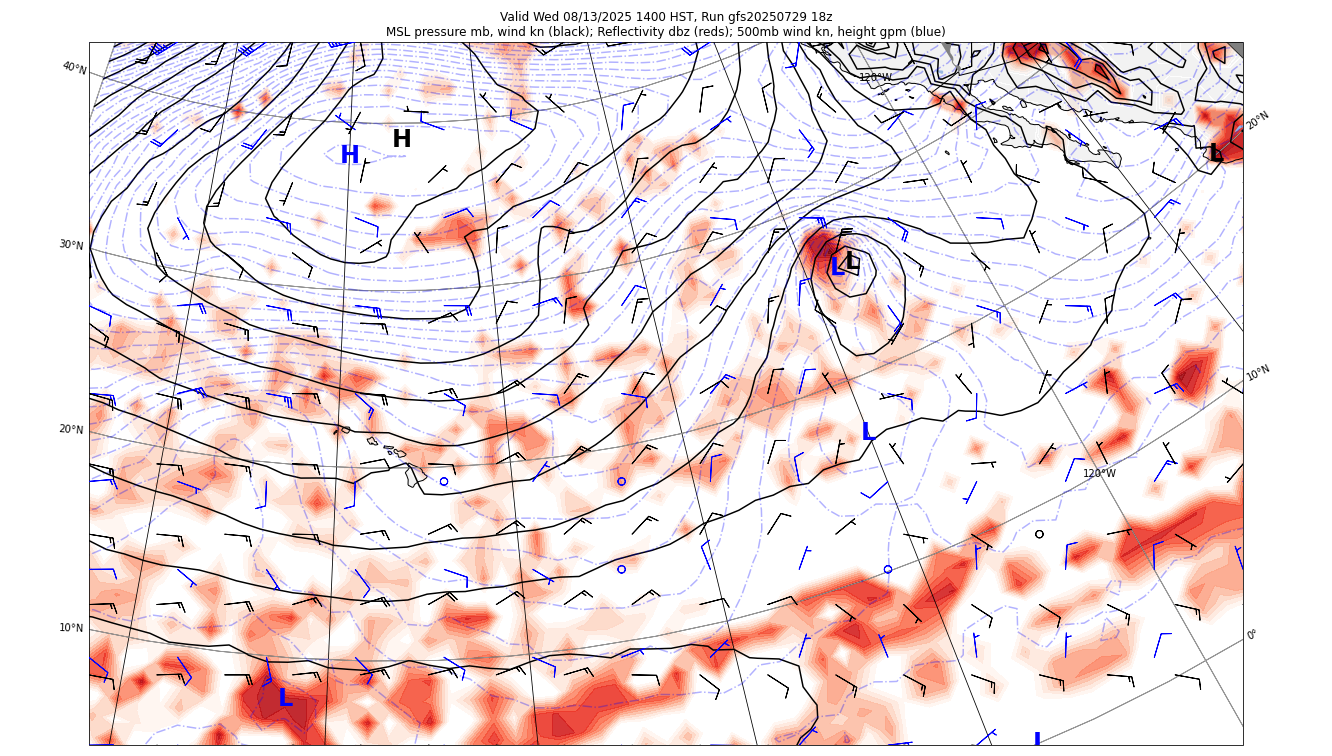 Valid Wed 08/13/2025 1400 HST, Run gfs20250729 18z
MSL pressure mb, wind kn (black); Reflectivity dbz (reds); 500mb wind kn, height gpm (blue)
40°N
120°W
20°N
H
H
L
30°N
L
L
10°N
20°N
L
120°W
10°N
0°
L
L